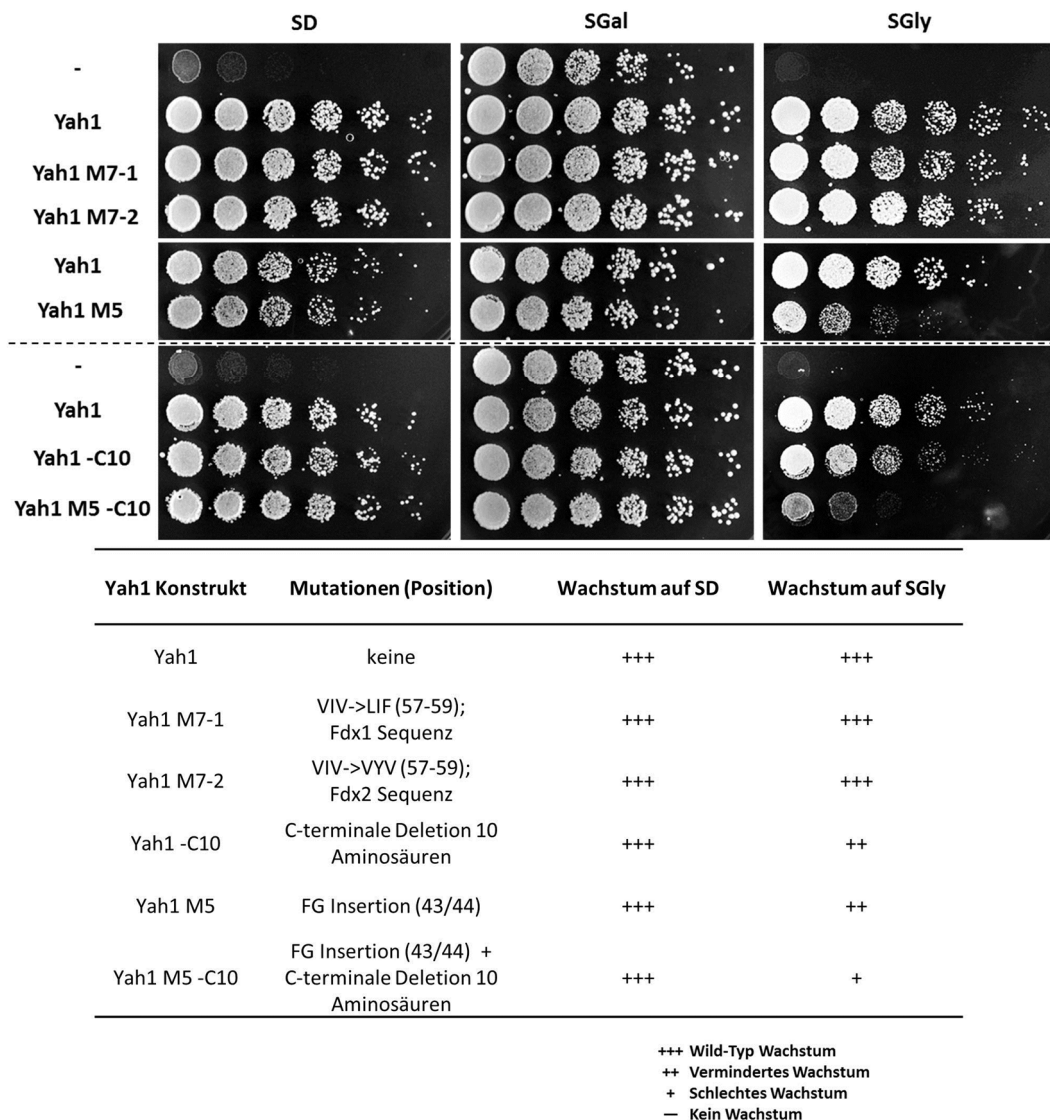 SD SGal SGly
-
Yah1
Yah1 M7-1
Yah1 M7-2
Yah1
Yah1 M5
-
Yah1
Yah1 -C10
Yah1 M5 -C10
Yah1 Konstrukt Mutationen (Position) Wachstum auf SD Wachstum auf SGly
Yah1 keine +++ +++
VIV->LIF (57-59);
Yah1 M7-1 +++ +++
Fdx1 Sequenz
VIV->VYV (57-59);
Yah1 M7-2 +++ +++
Fdx2 Sequenz
C-terminale Deletion 10
Yah1 -C10 +++ ++
Aminosäuren
Yah1 M5 FG Insertion (43/44) +++ ++
FG Insertion (43/44) +
Yah1 M5 -C10 C-terminale Deletion 10 +++ +
Aminosäuren
+++ Wild-Typ Wachstum
++ Vermindertes Wachstum
+ Schlechtes Wachstum
— Kein Wachstum